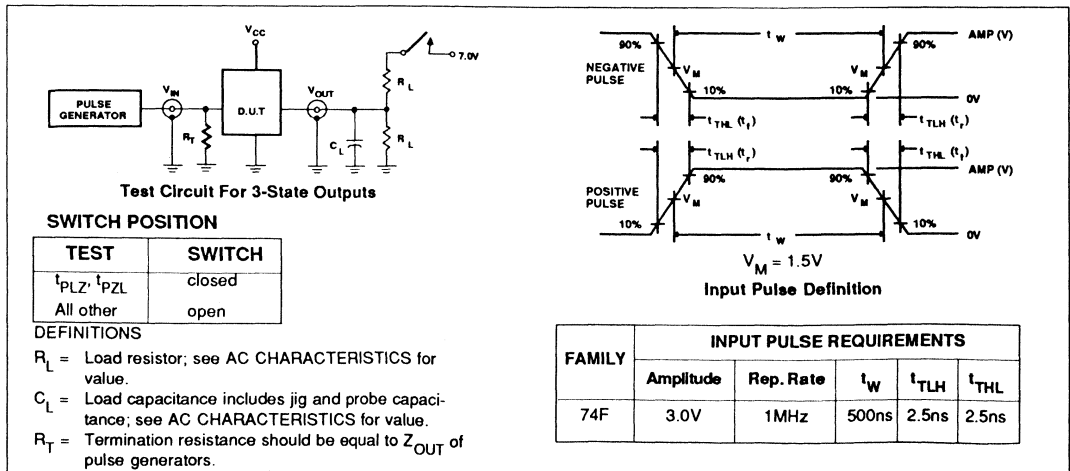 VCC
7.0V
RL
PULSE GENERATOR
VIN
D.U.T
VOUT
RT
CL
RL
Test Circuit For 3-State Outputs
SWITCH POSITION
TEST SWITCH
tPLZ, tPZL closed
All other open
DEFINITIONS
RL = Load resistor; see AC CHARACTERISTICS for
value.
CL = Load capacitance includes jig and probe capaci-
tance; see AC CHARACTERISTICS for value.
RT = Termination resistance should be equal to ZOUT of
pulse generators.
90% tW 90% AMP (V)
NEGATIVE
PULSE
VM VM
10% 10% 0V
tTHL (tf) tTLH (tr)
tTLH (tr) tTHL (tf)
90% 90% AMP (V)
POSITIVE
PULSE
VM VM
10% 10%
tW 0V
VM = 1.5V
Input Pulse Definition
FAMILY INPUT PULSE REQUIREMENTS
Amplitude Rep. Rate tW tTLH tTHL
74F 3.0V 1MHz 500ns 2.5ns 2.5ns